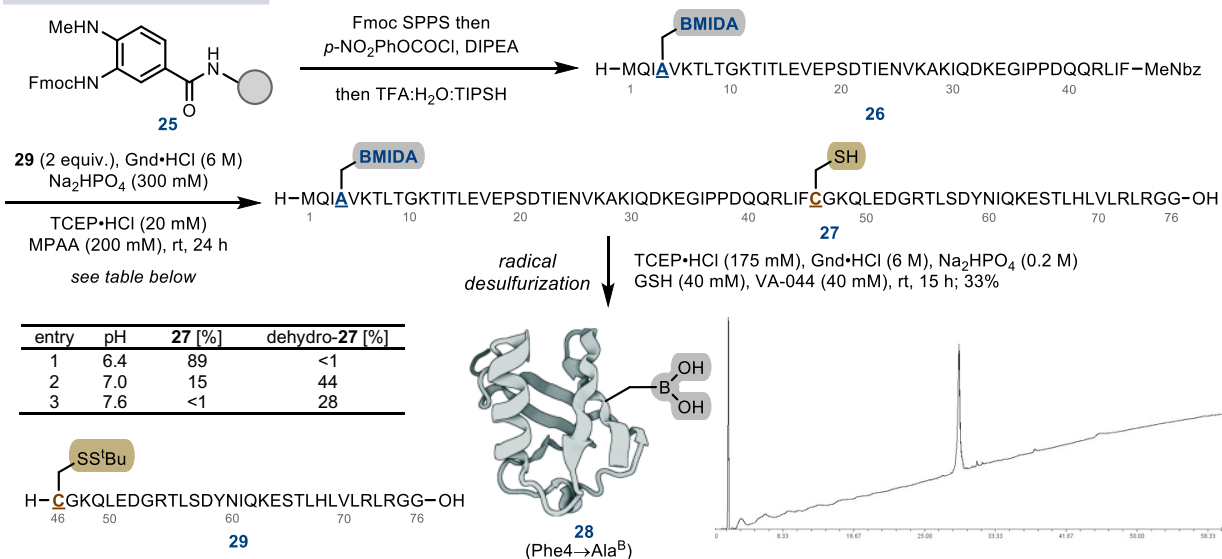 MeNH
FmocHN
H
N
O
25
Fmoc SPPS then
p-NO₂PhOCOCl, DIPEA
then TFA:H₂O:TIPSH
BMIDA
H–MQIAVKTLTGKTITLEVEPSDTIENVKAKIQDKEGIPPDQQRLIF–MeNbz
1 10 20 30 40
26
29 (2 equiv.), Gnd•HCl (6 M)
Na₂HPO₄ (300 mM)
TCEP•HCl (20 mM)
MPAA (200 mM), rt, 24 h
see table below
BMIDA
SH
H–MQIAVKTLTGKTITLEVEPSDTIENVKAKIQDKEGIPPDQQRLIFCGKQLEDGRTLSDYNIQKESTLHLVLRLRGG–OH
1 10 20 30 40 50 60 70 76
27
radical
desulfurization
TCEP•HCl (175 mM), Gnd•HCl (6 M), Na₂HPO₄ (0.2 M)
GSH (40 mM), VA-044 (40 mM), rt, 15 h; 33%
entry pH 27 [%] dehydro-27 [%]
1 6.4 89 <1
2 7.0 15 44
3 7.6 <1 28
SSᵗBu
H–CGKQLEDGRTLSDYNIQKESTLHLVLRLRGG–OH
46 50 60 70 76
29
OH
B
OH
28
(Phe4→Alaᴮ)
0 8.33 16.67 25.00 33.33 41.67 50.00 58.33